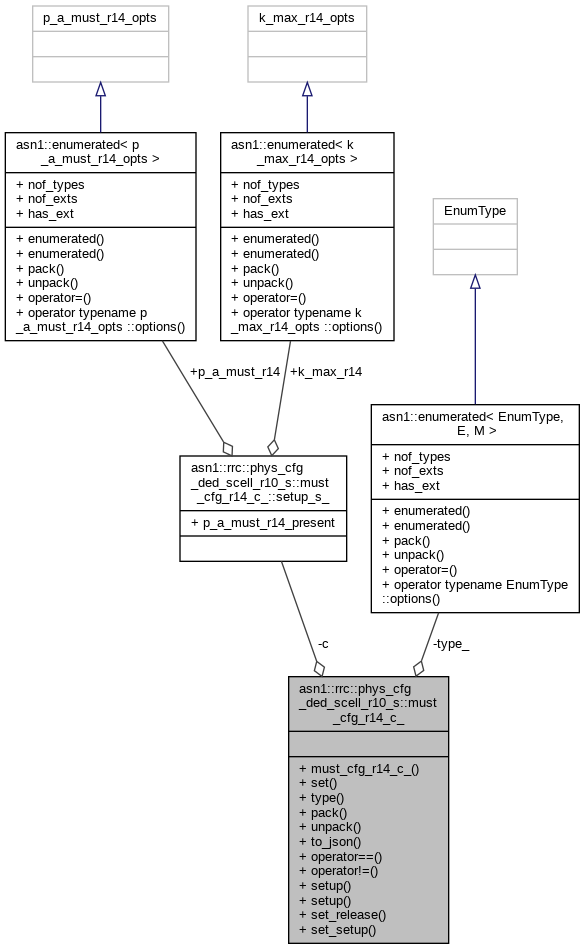 p_a_must_r14_opts
k_max_r14_opts
asn1::enumerated< p
_a_must_r14_opts >
+ nof_types
+ nof_exts
+ has_ext
+ enumerated()
+ enumerated()
+ pack()
+ unpack()
+ operator=()
+ operator typename p
_a_must_r14_opts ::options()
asn1::enumerated< k
_max_r14_opts >
+ nof_types
+ nof_exts
+ has_ext
+ enumerated()
+ enumerated()
+ pack()
+ unpack()
+ operator=()
+ operator typename k
_max_r14_opts ::options()
EnumType
+p_a_must_r14
+k_max_r14
asn1::enumerated< EnumType,
E, M >
+ nof_types
+ nof_exts
+ has_ext
+ enumerated()
+ enumerated()
+ pack()
+ unpack()
+ operator=()
+ operator typename EnumType
::options()
asn1::rrc::phys_cfg
_ded_scell_r10_s::must
_cfg_r14_c_::setup_s_
+ p_a_must_r14_present
-c
-type_
asn1::rrc::phys_cfg
_ded_scell_r10_s::must
_cfg_r14_c_
+ must_cfg_r14_c_()
+ set()
+ type()
+ pack()
+ unpack()
+ to_json()
+ operator==()
+ operator!=()
+ setup()
+ setup()
+ set_release()
+ set_setup()